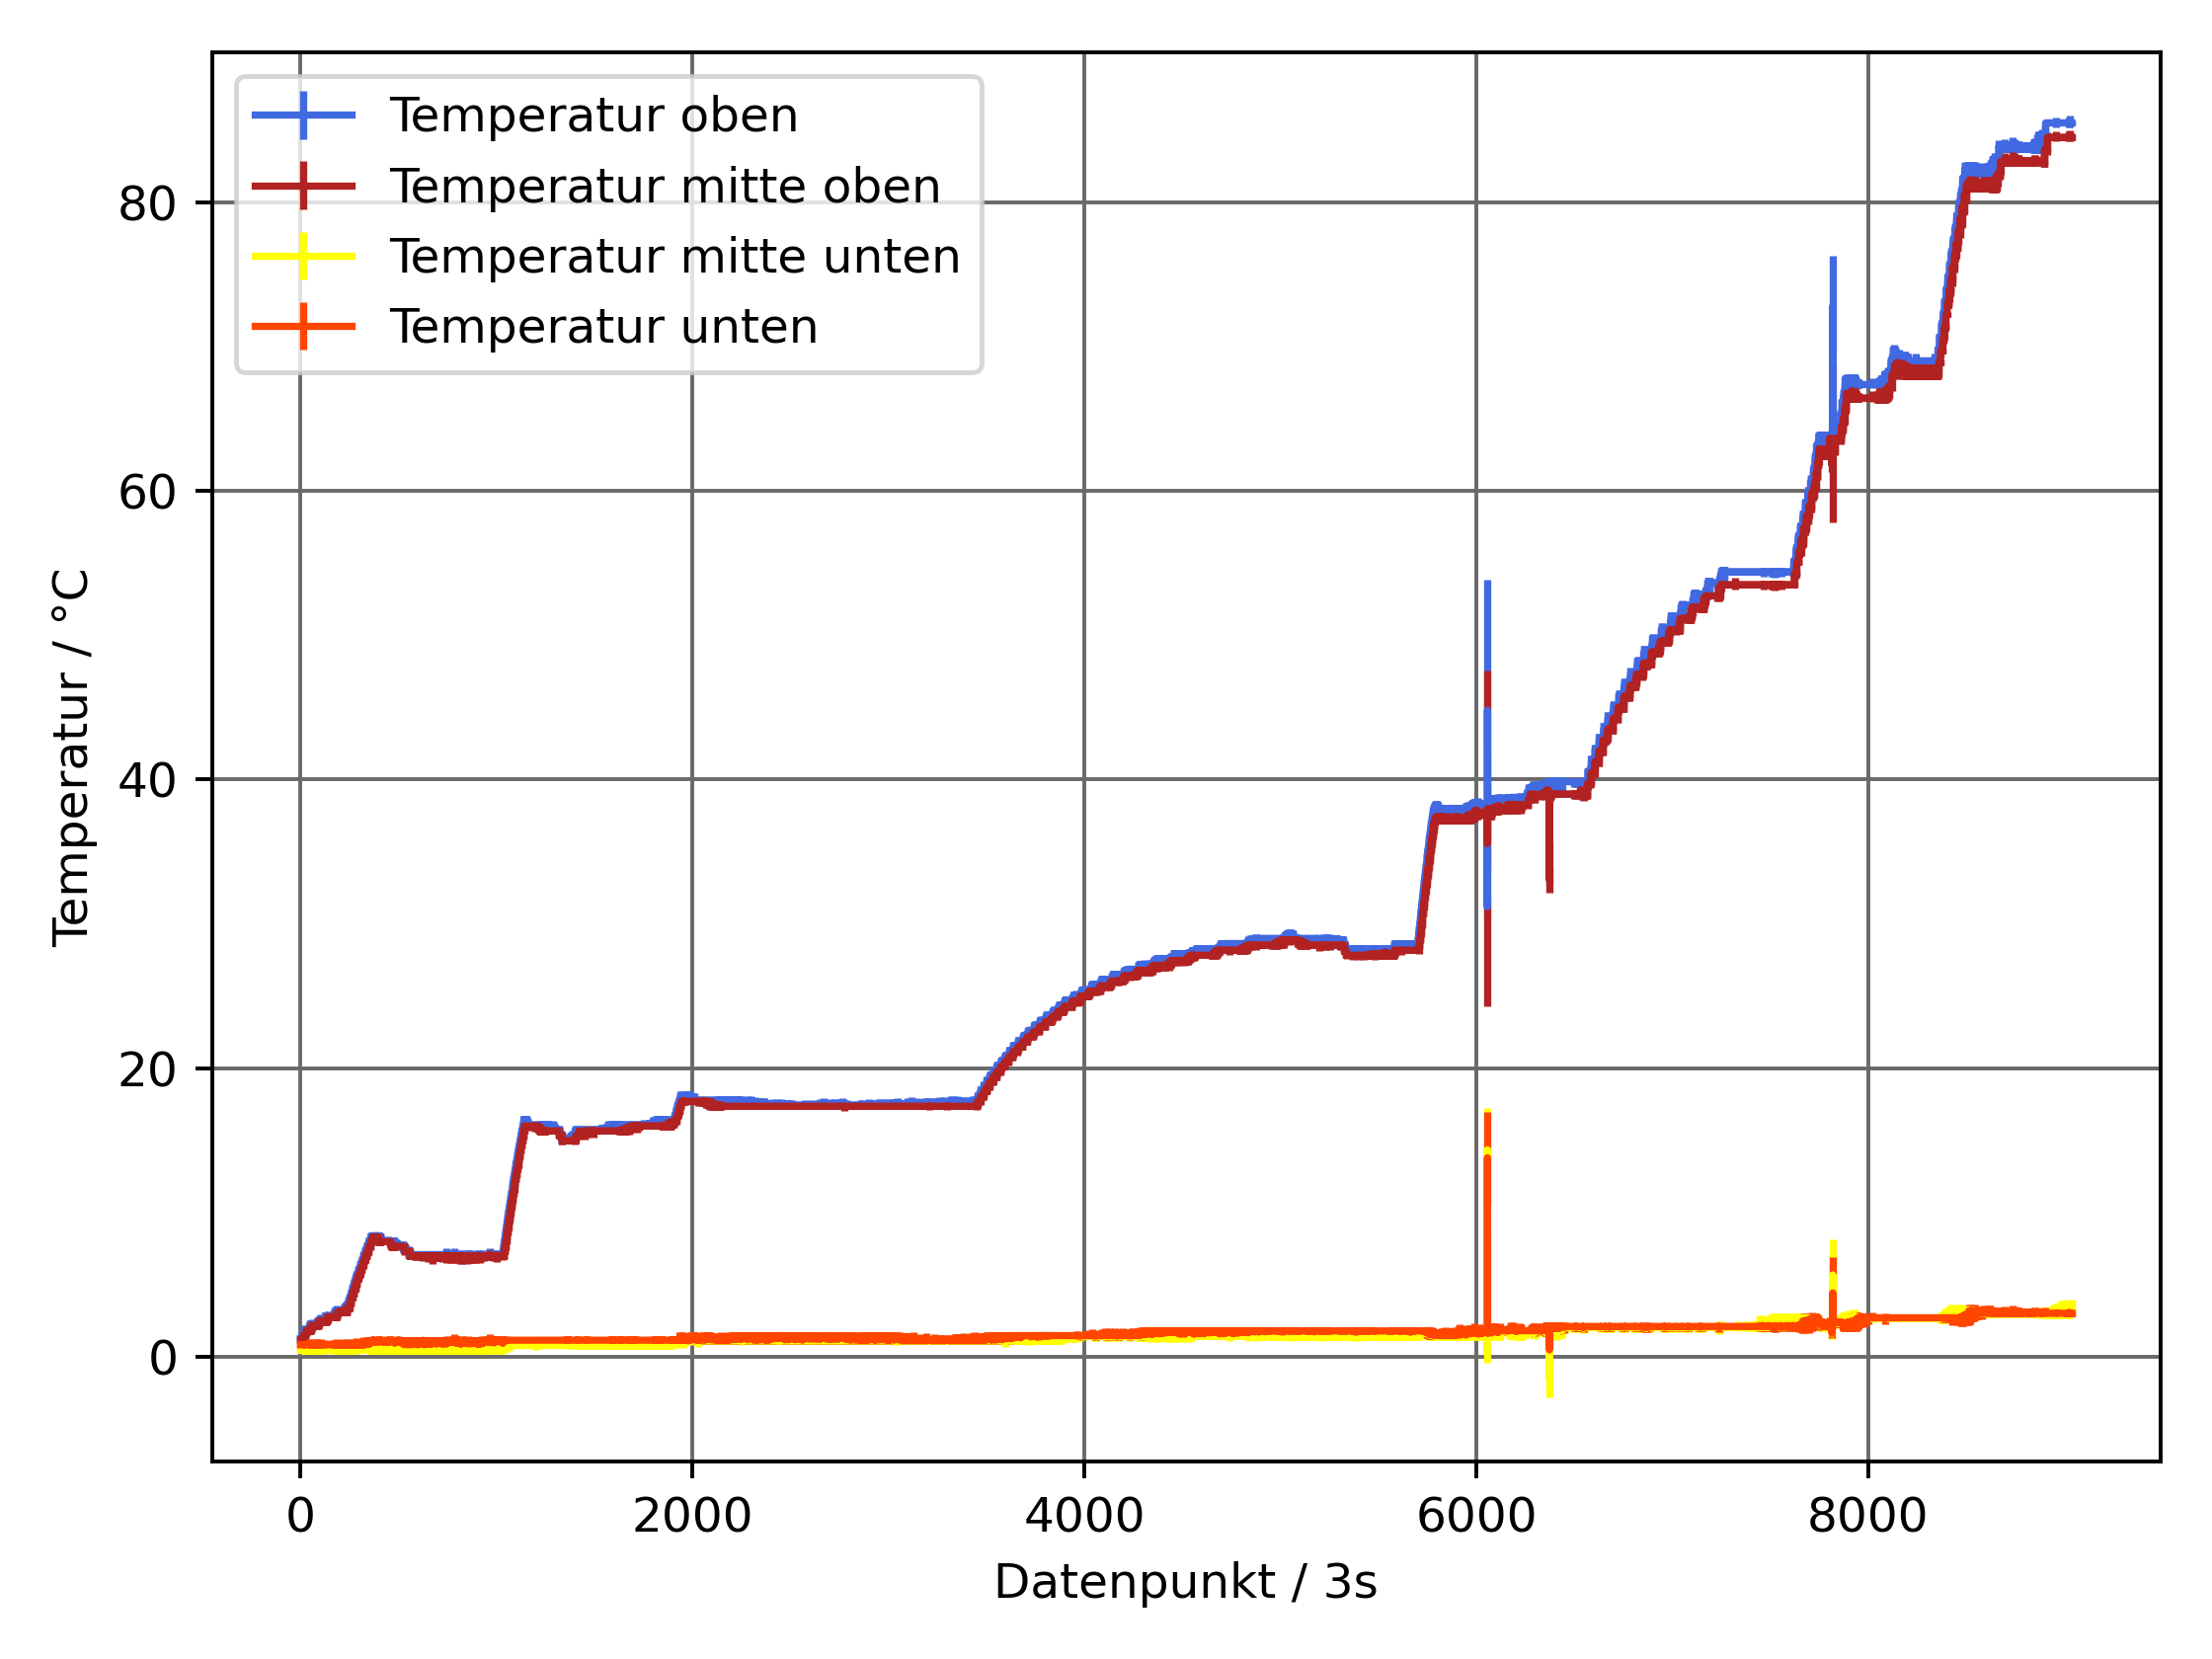 Temperatur oben
Temperatur mitte oben
Temperatur mitte unten
Temperatur unten
80
60
40
20
0
Temperatur / °C
0 2000 4000 6000 8000
Datenpunkt / 3s